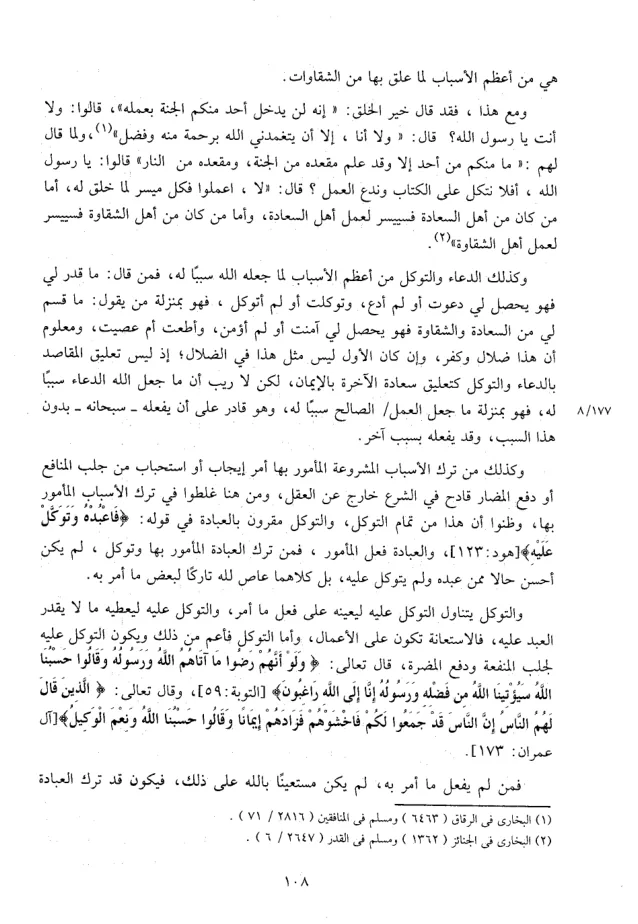 هي من أعظم الأسباب لما علق بها من الشقاوات.
ومع هذا ، فقد قال خير الخلق: « إنه لن يدخل أحد منكم الجنة بعمله»، قالوا: ولا
أنت يا رسول الله؟ قال: « ولا أنا ، إلا أن يتغمدني الله برحمة منه وفضل»(١)،ولما قال
لهم :« ما منكم من أحد إلا وقد علم مقعده من الجنة، ومقعده من النار» قالوا: يا رسول
الله ، أفلا نتكل على الكتاب وندع العمل ؟ قال: «لا ، اعملوا فكل ميسر لما خلق له، أما
من كان من أهل السعادة فسييسر لعمل أهل السعادة، وأما من كان من أهل الشقاوة فسييسر
لعمل أهل الشقاوة»(٢).
وكذلك الدعاء والتوكل من أعظم الأسباب لما جعله الله سببًا له، فمن قال: ما قدر لي
فهو يحصل لي دعوت أو لم أدع، وتوكلت أو لم أتوكل ، فهو بمنزلة من يقول: ما قسم
لي من السعادة والشقاوة فهو يحصل لي آمنت أو لم أؤمن، وأطعت أم عصيت، ومعلوم
أن هذا ضلال وكفر، وإن كان الأول ليس مثل هذا في الضلال؛ إذ ليس تعليق المقاصد
بالدعاء والتوكل كتعليق سعادة الآخرة بالإيمان، لكن لا ريب أن ما جعل الله الدعاء سببًا
٨/١٧٧ له، فهو بمنزلة ما جعل العمل/ الصالح سببًا له، وهو قادر على أن يفعله ـ سبحانه ـ بدون
هذا السبب، وقد يفعله بسبب آخر.
وكذلك من ترك الأسباب المشروعة المأمور بها أمر إيجاب أو استحباب من جلب المنافع
أو دفع المضار قادح في الشرع خارج عن العقل، ومن هنا غلطوا في ترك الأسباب المأمور
بها، وظنوا أن هذا من تمام التوكل، والتوكل مقرون بالعبادة في قوله: ﴿فَاعْبُدْهُ وَتَوَكَّلْ
عَلَيْهِ﴾[هود:١٢٣]، والعبادة فعل المأمور ، فمن ترك العبادة المأمور بها وتوكل ، لم يكن
أحسن حالا ممن عبده ولم يتوكل عليه، بل كلاهما عاص لله تاركًا لبعض ما أمر به.
والتوكل يتناول التوكل عليه ليعينه على فعل ما أمر، والتوكل عليه ليعطيه ما لا يقدر
العبد عليه، فالاستعانة تكون على الأعمال، وأما التوكل فأعم من ذلك ويكون التوكل عليه
لجلب المنفعة ودفع المضرة، قال تعالى: ﴿ وَلَوْ أَنَّهُمْ رَضُوا مَا آتَاهُمُ اللَّهُ وَرَسُولُهُ وَقَالُوا حَسْبُنَا
اللَّهُ سَيُؤْتِينَا اللَّهُ مِن فَضْلِهِ وَرَسُولُهُ إِنَّا إِلَى اللَّهِ رَاغِبُونَ﴾ [التوبة:٥٩]، وقال تعالى: ﴿ الَّذِينَ قَالَ
لَهُمُ النَّاسُ إِنَّ النَّاسَ قَدْ جَمَعُوا لَكُمْ فَاخْشَوْهُمْ فَزَادَهُمْ إِيمَانًا وَقَالُوا حَسْبُنَا اللَّهُ وَنِعْمَ الْوَكِيلُ﴾[آل
عمران: ١٧٣].
فمن لم يفعل ما أمر به، لم يكن مستعينًا بالله على ذلك، فيكون قد ترك العبادة
(١) البخارى فى الرقاق ( ٦٤٦٣ ) ومسلم فى المنافقين ( ٢٨١٦ / ٧١ ) .
(٢) البخارى فى الجنائز ( ١٣٦٢ ) ومسلم فى القدر ( ٢٦٤٧ / ٦ ) .
١٠٨